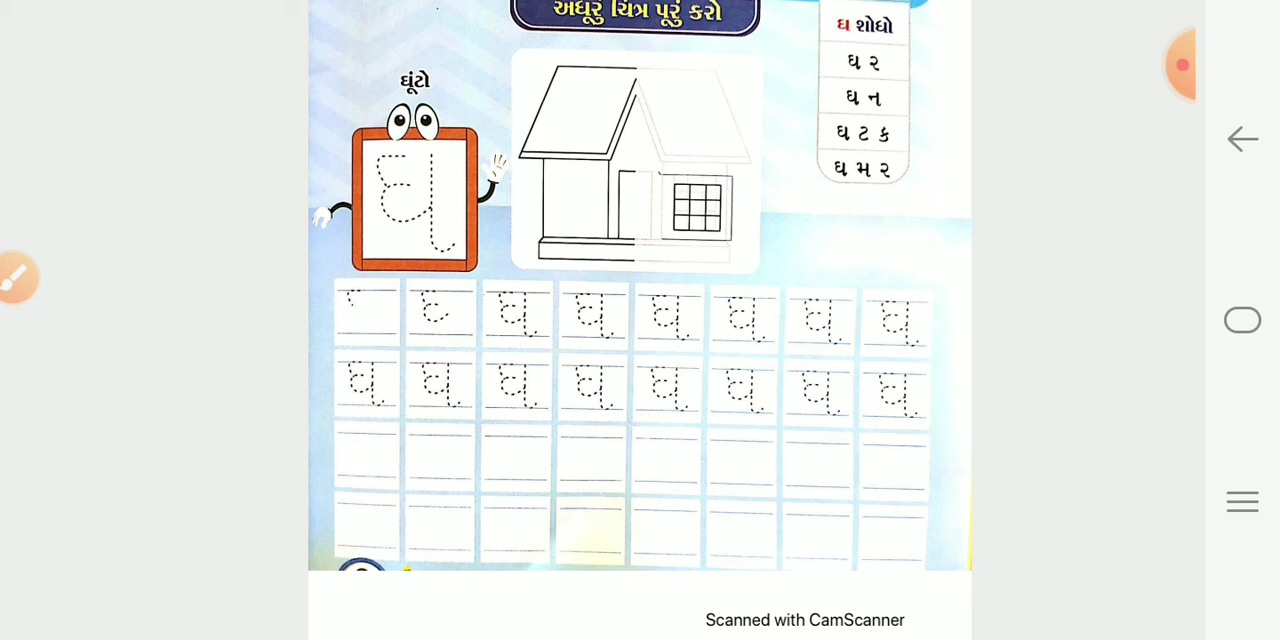 અધૂરું ચિત્ર પૂરું કરો
ઘ શોધો
ઘ ર
ઘ ન
ઘ ટ ક
ઘ મ ર
ઘૂંટો
ઘ
ઘ ઘ ઘ ઘ ઘ ઘ
ઘ ઘ ઘ ઘ ઘ ઘ ઘ ઘ
Scanned with CamScanner